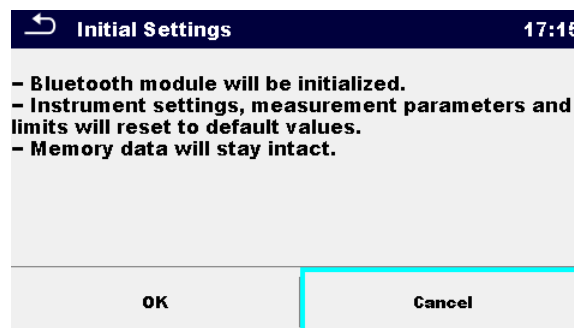 Initial Settings 17:15
– Bluetooth module will be initialized.
– Instrument settings, measurement parameters and
limits will reset to default values.
– Memory data will stay intact.
OK Cancel